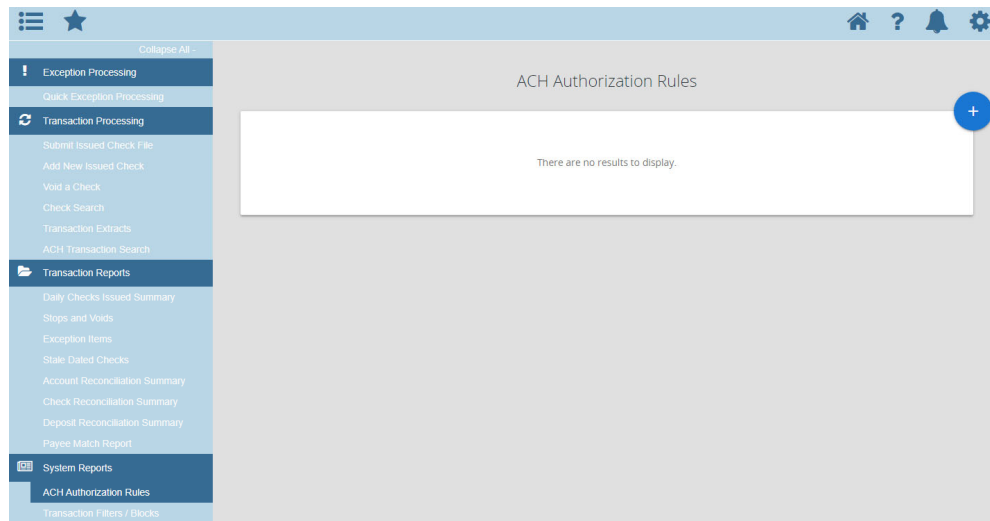 Collapse All -
Exception Processing
Quick Exception Processing
Transaction Processing
Submit Issued Check File
Add New Issued Check
Void a Check
Check Search
Transaction Extracts
ACH Transaction Search
Transaction Reports
Daily Checks Issued Summary
Stops and Voids
Exception Items
Stale Dated Checks
Account Reconciliation Summary
Check Reconciliation Summary
Deposit Reconciliation Summary
Payee Match Report
System Reports
ACH Authorization Rules
Transaction Filters / Blocks
ACH Authorization Rules
There are no results to display.